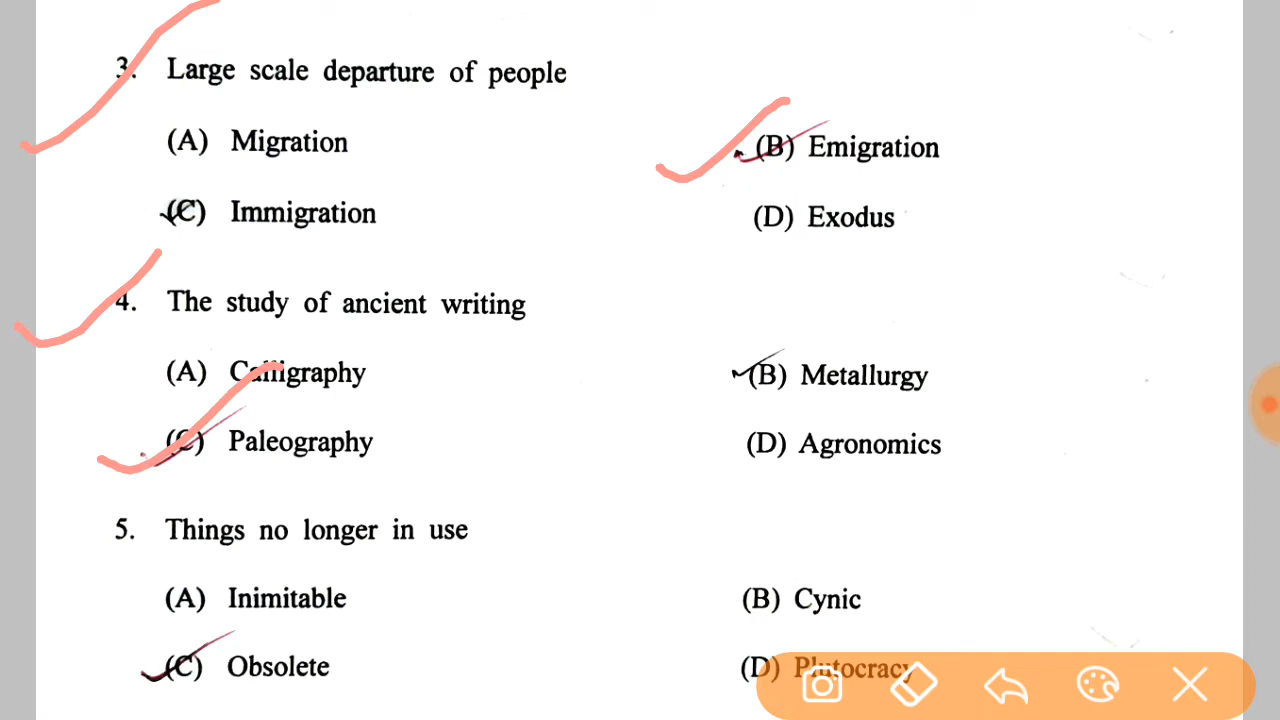 3. Large scale departure of people
(A) Migration (B) Emigration
(C) Immigration (D) Exodus
4. The study of ancient writing
(A) Calligraphy (B) Metallurgy
(C) Paleography (D) Agronomics
5. Things no longer in use
(A) Inimitable (B) Cynic
(C) Obsolete (D) Plutocracy